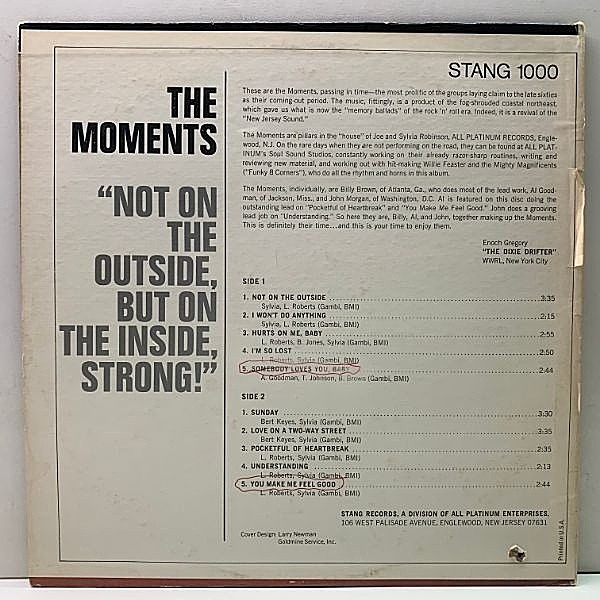 STANG 1000
THE
MOMENTS
"NOT ON
THE
OUTSIDE,
BUT ON
THE INSIDE,
STRONG!"
These are the Moments, passing in time—the most prolific of the groups laying claim to the late sixties
as their coming-out period. The music, fittingly, is a product of the fog-shrouded coastal northeast,
which gave us what is now the "memory ballads" of the rock 'n' roll era. Indeed, it is a revival of the
"New Jersey Sound."
The Moments are pillars in the "house" of Joe and Sylvia Robinson, ALL PLATINUM RECORDS, Engle-
wood, N.J. On the rare days when they are not performing on the road, they can be found at ALL PLAT-
INUM's Soul Sound Studios, constantly working on their already razor-sharp routines, writing and
reviewing new material, and working out with hit-making Willie Feaster and the Mighty Magnificents
("Funky 8 Corners"), who do all the rhythm and horns in this album.
The Moments, individually, are Billy Brown, of Atlanta, Ga., who does most of the lead work, Al Good-
man, of Jackson, Miss., and John Morgan, of Washington, D.C. Al is featured on this disc doing the
outstanding lead on "Pocketful of Heartbreak" and "You Make Me Feel Good." John does a grooving
lead job on "Understanding." So here they are, Billy, Al, and John, together making up the Moments.
This is definitely their time...and this is your time to enjoy them.
Enoch Gregory
"THE DIXIE DRIFTER"
WWRL, New York City
SIDE 1
1. NOT ON THE OUTSIDE 3:35
Sylvia, L. Roberts (Gambi, BMI)
2. I WON'T DO ANYTHING 2:15
Sylvia, L. Roberts (Gambi, BMI)
3. HURTS ON ME, BABY 2:55
L. Roberts, B. Jones, Sylvia (Gambi, BMI)
4. I'M SO LOST 2:50
L. Roberts, Sylvia (Gambi, BMI)
5. SOMEBODY LOVES YOU, BABY 2:44
A. Goodman, T. Johnson, B. Brown (Gambi, BMI)
SIDE 2
1. SUNDAY 3:30
Bert Keyes, Sylvia (Gambi, BMI)
2. LOVE ON A TWO-WAY STREET 3:35
Bert Keyes, Sylvia (Gambi, BMI)
3. POCKETFUL OF HEARTBREAK 2:35
L. Roberts, Sylvia (Gambi, BMI)
4. UNDERSTANDING 2:13
L. Roberts, Sylvia (Gambi, BMI)
5. YOU MAKE ME FEEL GOOD 2:44
L. Roberts, Sylvia (Gambi, BMI)
STANG RECORDS, A DIVISION OF ALL PLATINUM ENTERPRISES,
106 WEST PALISADE AVENUE, ENGLEWOOD, NEW JERSEY 07631
Cover Design: Larry Newman
Goldmine Service, Inc.
Printed in U.S.A.